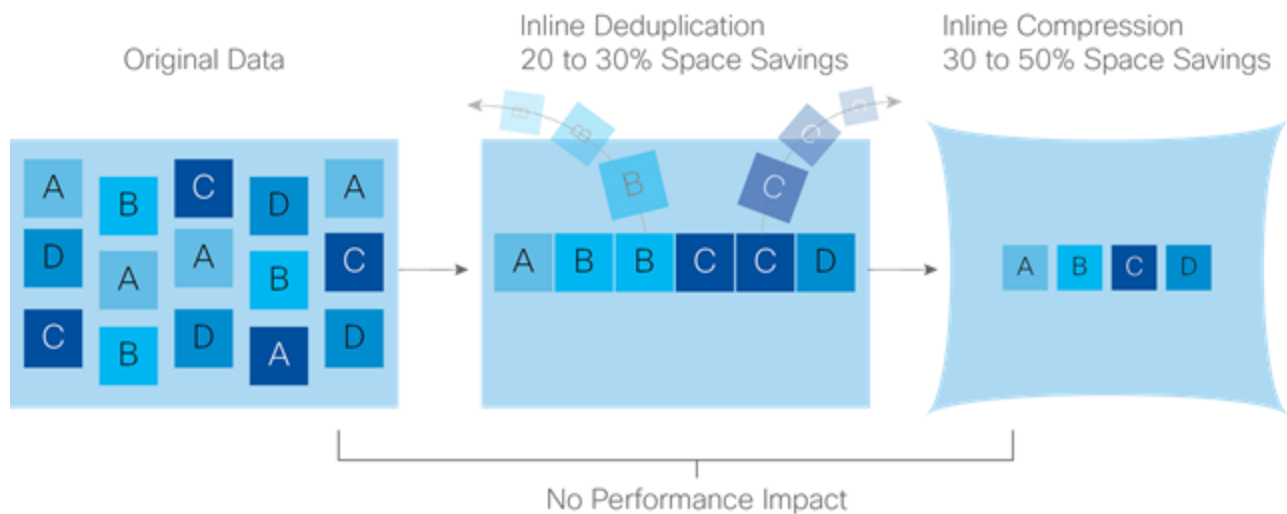 Original Data
Inline Deduplication
20 to 30% Space Savings
Inline Compression
30 to 50% Space Savings
A B C D A
D A A B C
C B D A D
B B B
C C C
A B B C C D
A B C D
No Performance Impact